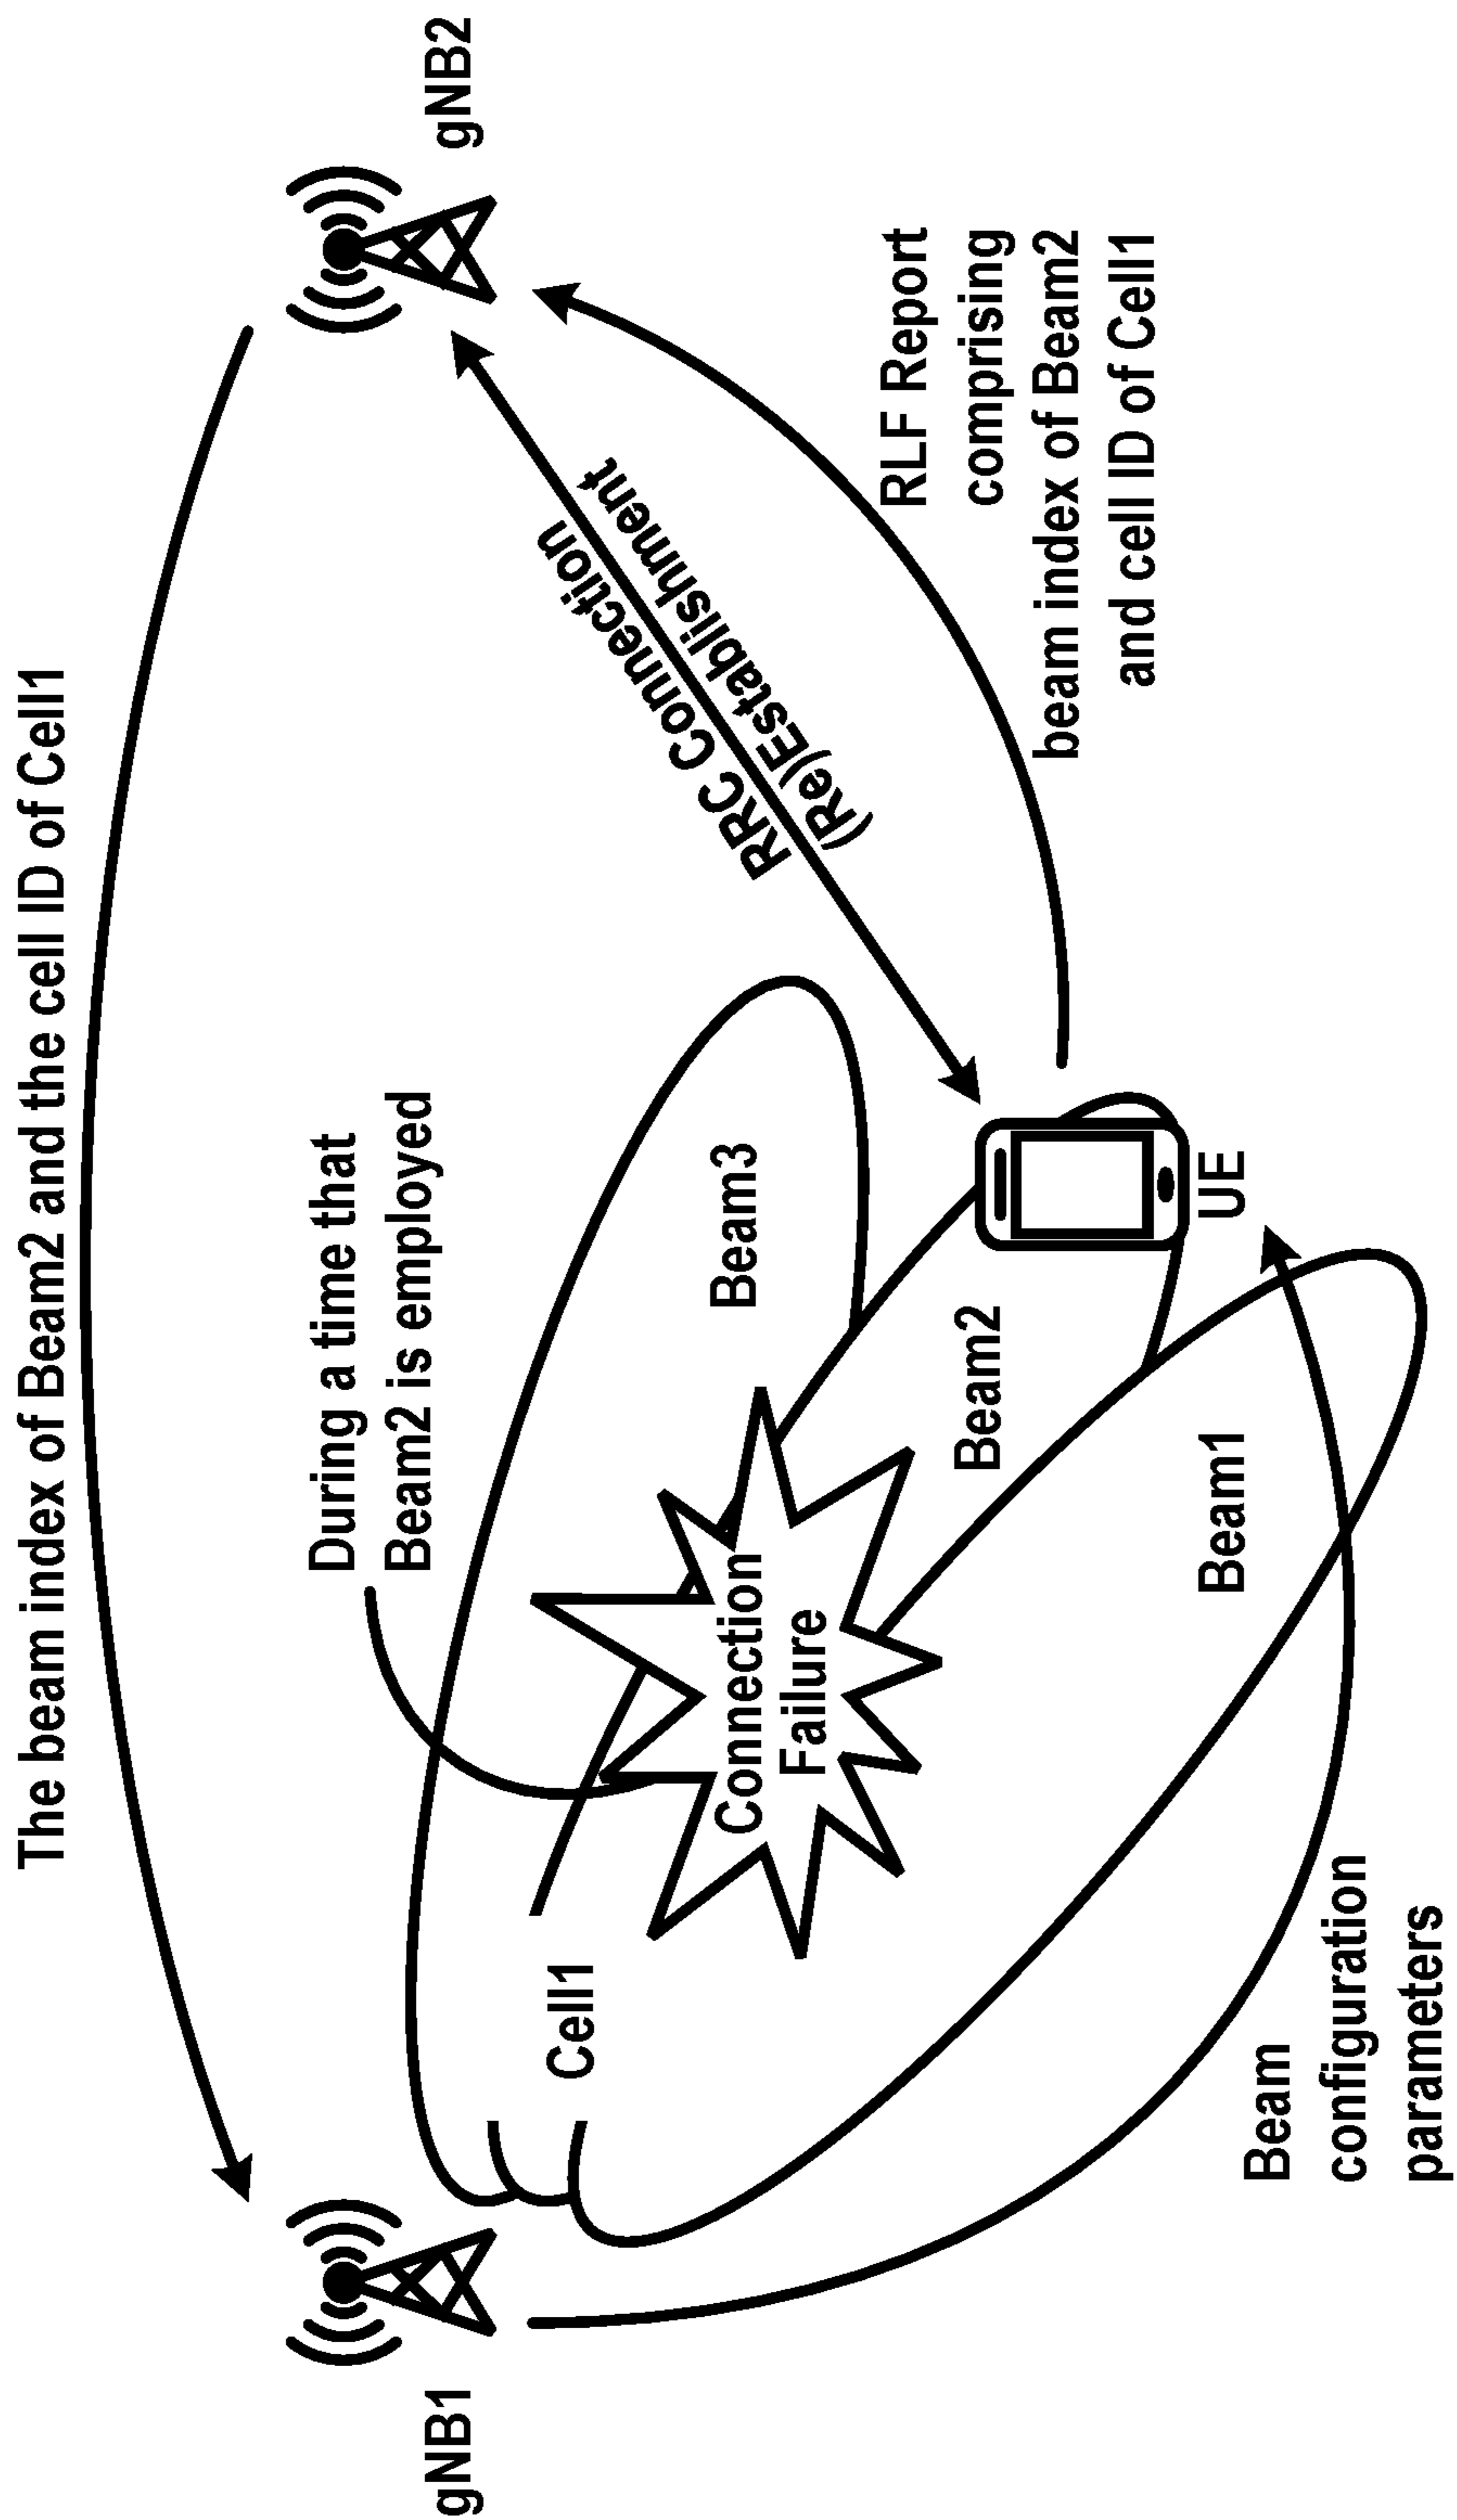 The beam index of Beam2 and the cell ID of Cell1
During a time that
Beam2 is employed
gNB1
gNB2
Cell1
Connection
Failure
Beam3
RRC Connection
(Re) Establishment
Beam2
UE
Beam1
RLF Report
comprising
beam index of Beam2
and cell ID of Cell1
Beam
configuration
parameters